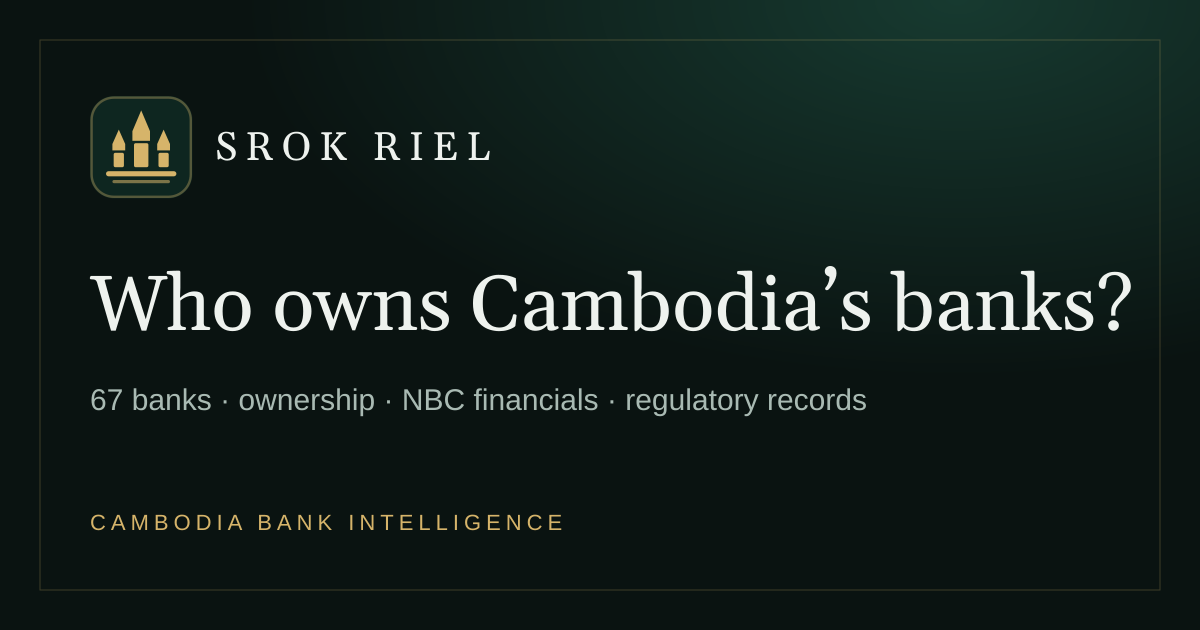 SROK RIEL
Who owns Cambodia’s banks?
67 banks · ownership · NBC financials · regulatory records
CAMBODIA BANK INTELLIGENCE